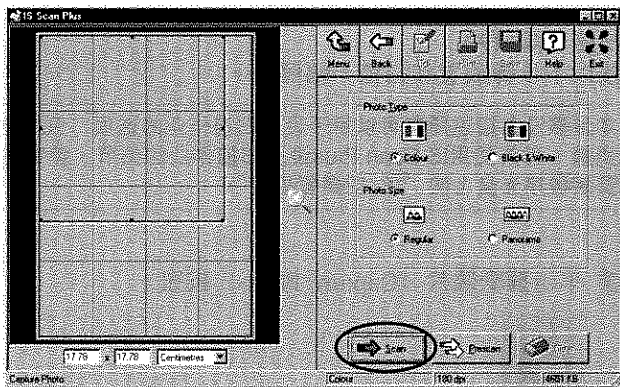 IS Scan Plus
Menu Back Help Exit
Photo Type
Colour Black & White
Photo Size
Regular Panorama
Scan Prescan
17.78 x 17.78 Centimetres
Capture Photo Colour 180 dpi